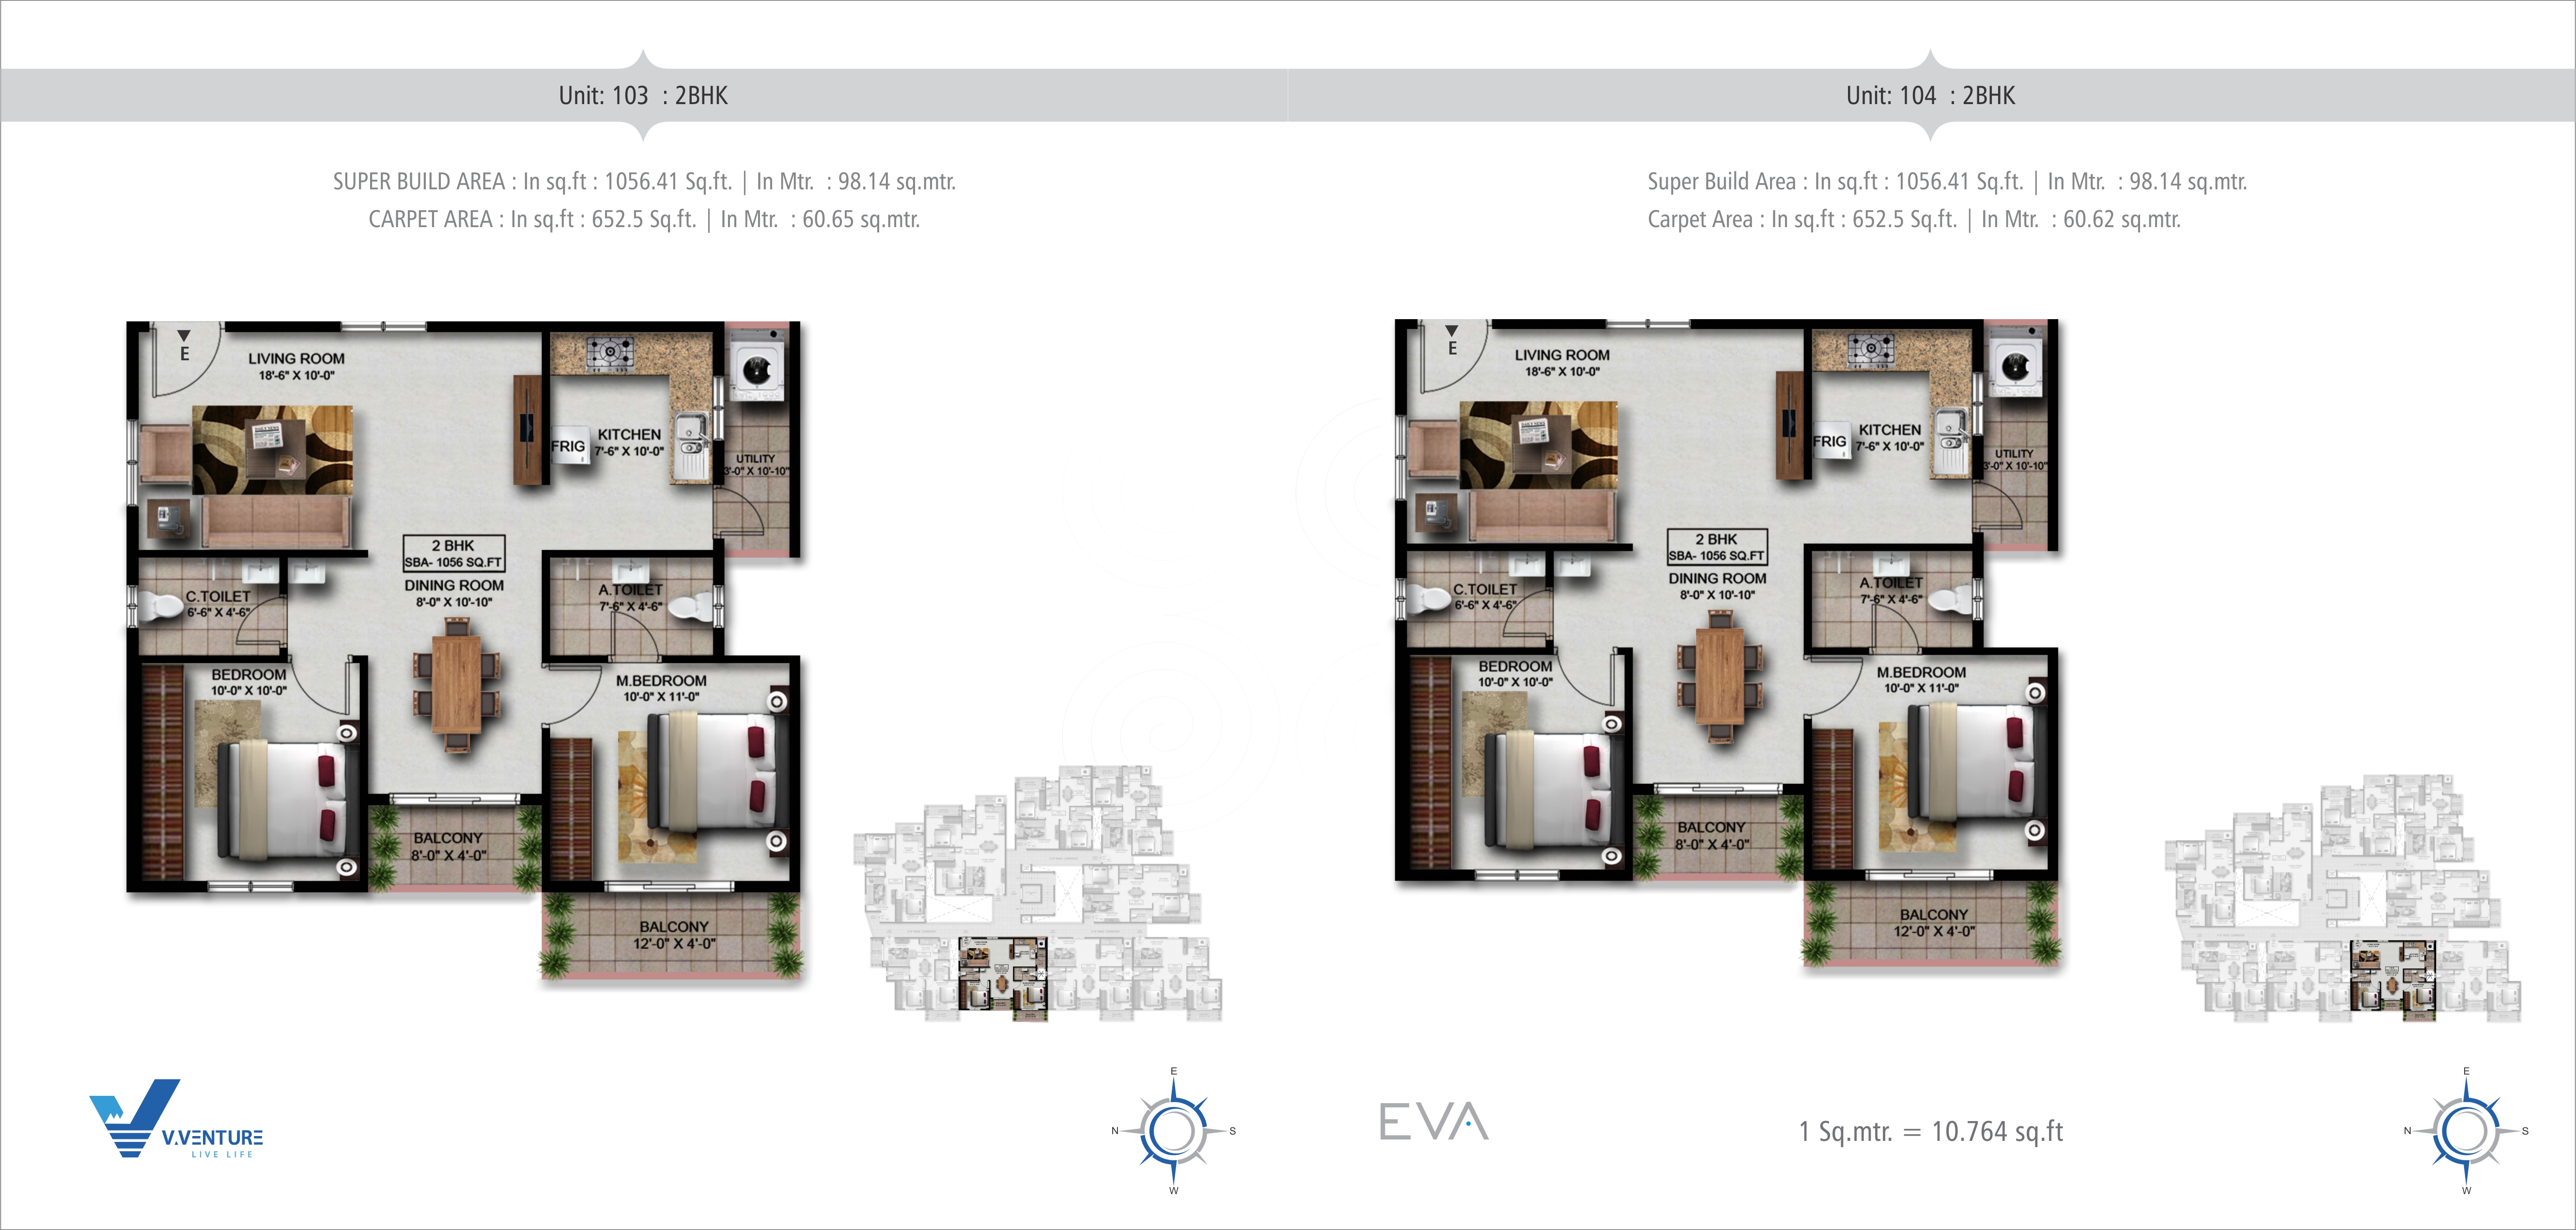 Unit: 103 : 2BHK
SUPER BUILD AREA : In sq.ft : 1056.41 Sq.ft. | In Mtr. : 98.14 sq.mtr.
CARPET AREA : In sq.ft : 652.5 Sq.ft. | In Mtr. : 60.65 sq.mtr.
E
LIVING ROOM
18'-6" X 10'-0"
FRIG
KITCHEN
7'-6" X 10'-0"
UTILITY
3'-0" X 10'-10"
2 BHK
SBA- 1056 SQ.FT
DINING ROOM
8'-0" X 10'-10"
C.TOILET
6'-6" X 4'-6"
A.TOILET
7'-6" X 4'-6"
BEDROOM
10'-0" X 10'-0"
M.BEDROOM
10'-0" X 11'-0"
BALCONY
8'-0" X 4'-0"
BALCONY
12'-0" X 4'-0"
V.VENTURE
LIVE LIFE
E
N
S
W
Unit: 104 : 2BHK
Super Build Area : In sq.ft : 1056.41 Sq.ft. | In Mtr. : 98.14 sq.mtr.
Carpet Area : In sq.ft : 652.5 Sq.ft. | In Mtr. : 60.62 sq.mtr.
E
LIVING ROOM
18'-6" X 10'-0"
FRIG
KITCHEN
7'-6" X 10'-0"
UTILITY
3'-0" X 10'-10"
2 BHK
SBA- 1056 SQ.FT
DINING ROOM
8'-0" X 10'-10"
C.TOILET
6'-6" X 4'-6"
A.TOILET
7'-6" X 4'-6"
BEDROOM
10'-0" X 10'-0"
M.BEDROOM
10'-0" X 11'-0"
BALCONY
8'-0" X 4'-0"
BALCONY
12'-0" X 4'-0"
EVA
1 Sq.mtr. = 10.764 sq.ft
E
N
S
W